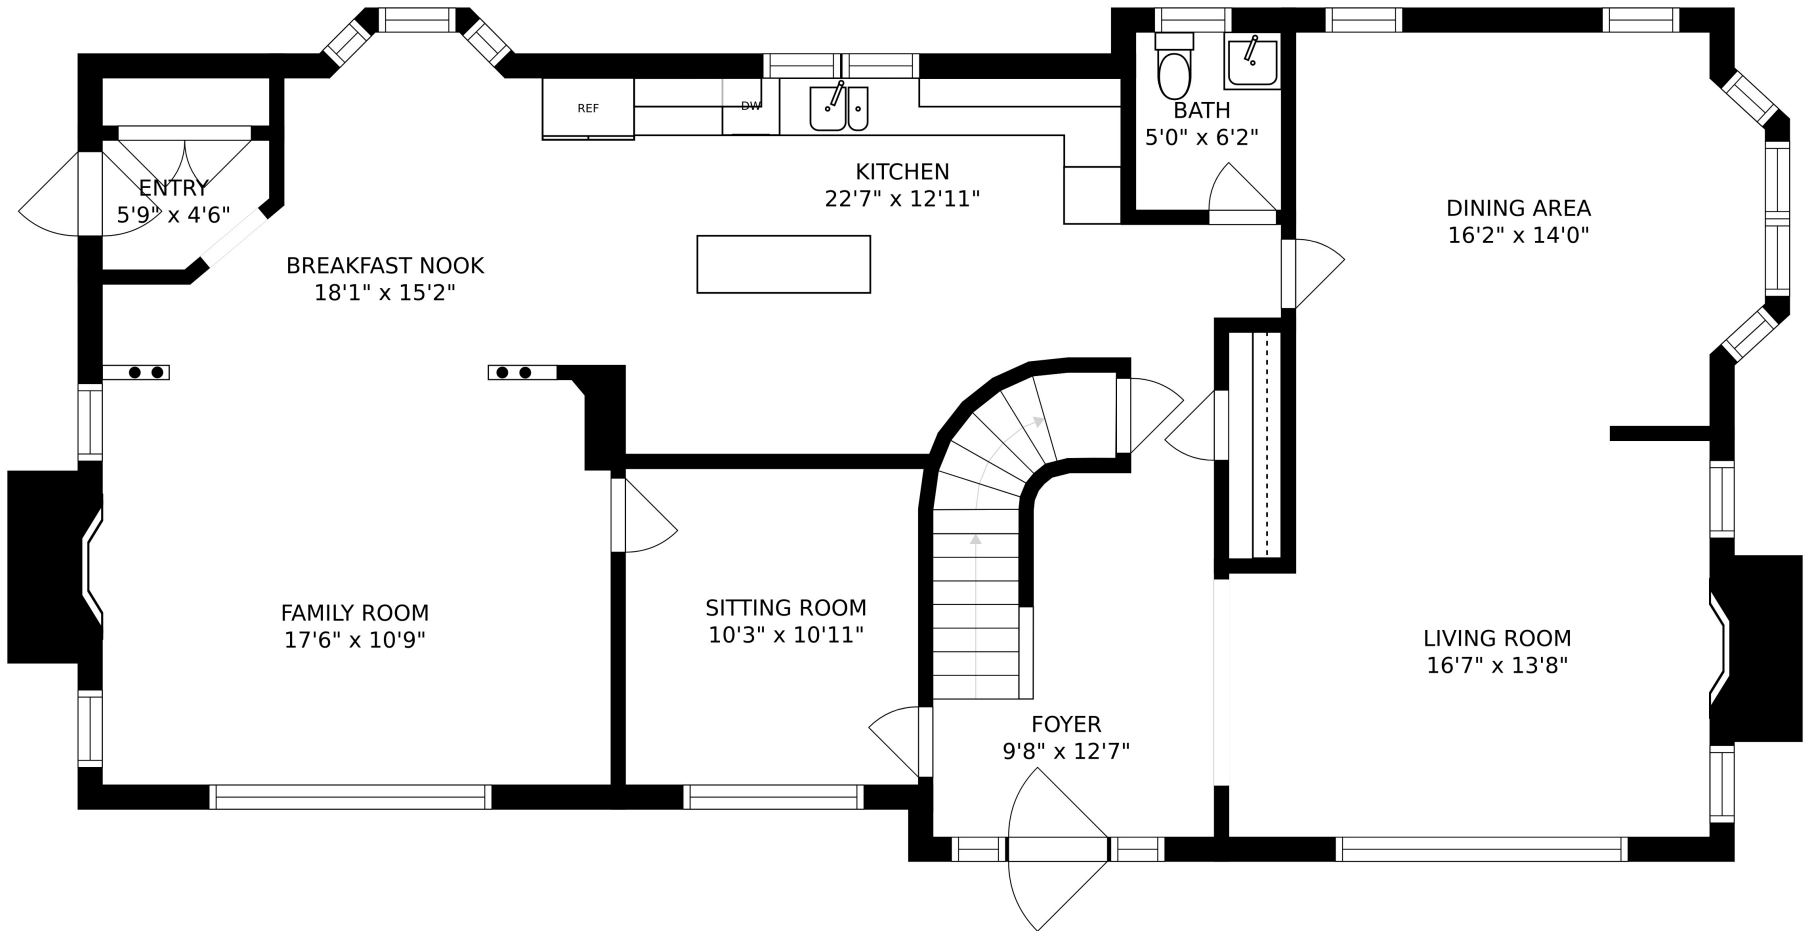 REF
DW
BATH
5'0" x 6'2"
ENTRY
5'9" x 4'6"
KITCHEN
22'7" x 12'11"
DINING AREA
16'2" x 14'0"
BREAKFAST NOOK
18'1" x 15'2"
FAMILY ROOM
17'6" x 10'9"
SITTING ROOM
10'3" x 10'11"
LIVING ROOM
16'7" x 13'8"
FOYER
9'8" x 12'7"